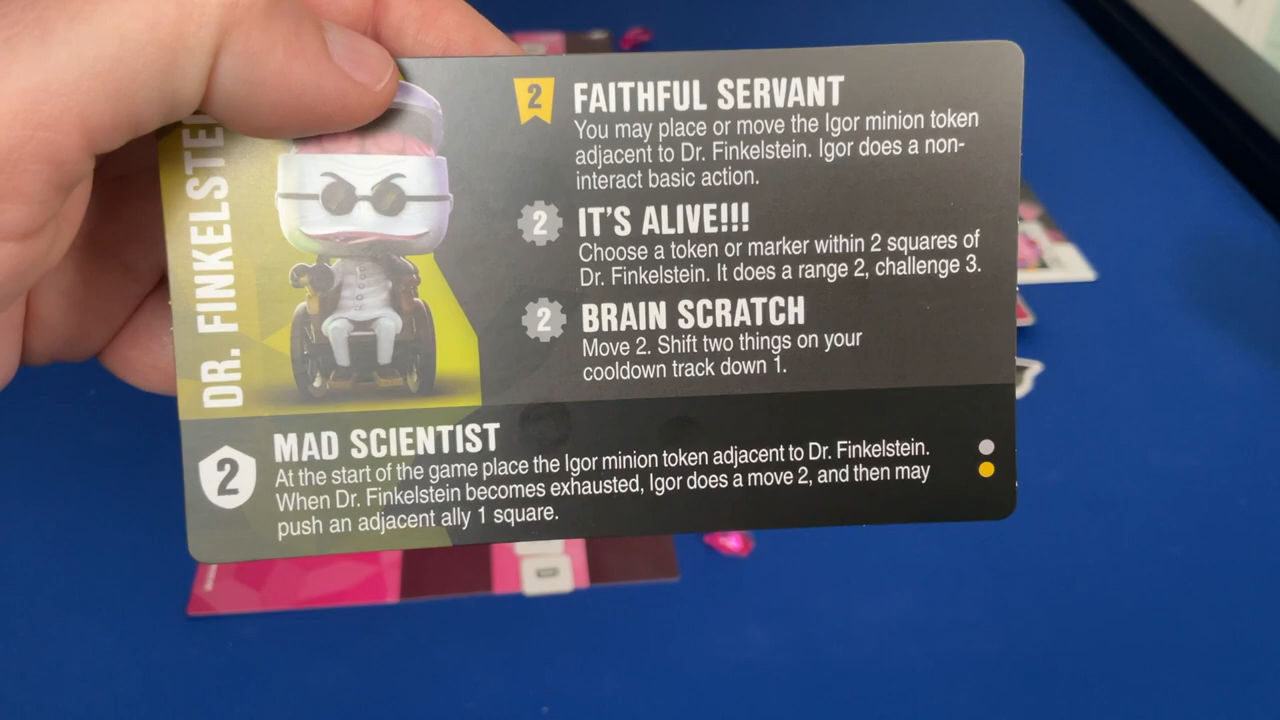 DR. FINKELSTE
2 FAITHFUL SERVANT
You may place or move the Igor minion token
adjacent to Dr. Finkelstein. Igor does a non-
interact basic action.
2 IT'S ALIVE!!!
Choose a token or marker within 2 squares of
Dr. Finkelstein. It does a range 2, challenge 3.
2 BRAIN SCRATCH
Move 2. Shift two things on your
cooldown track down 1.
2 MAD SCIENTIST
At the start of the game place the Igor minion token adjacent to Dr. Finkelstein.
When Dr. Finkelstein becomes exhausted, Igor does a move 2, and then may
push an adjacent ally 1 square.